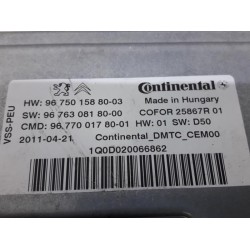 Continental
HW: 96 750 158 80-03 Made in Hungary
SW: 96 763 081 80-00 COFOR 25867R 01
CMD: 96 770 017 80-01 HW: 01 SW: D50
2011-04-21 Continental_DMTC_CEM00
1Q0D020066862
VSS-PEU